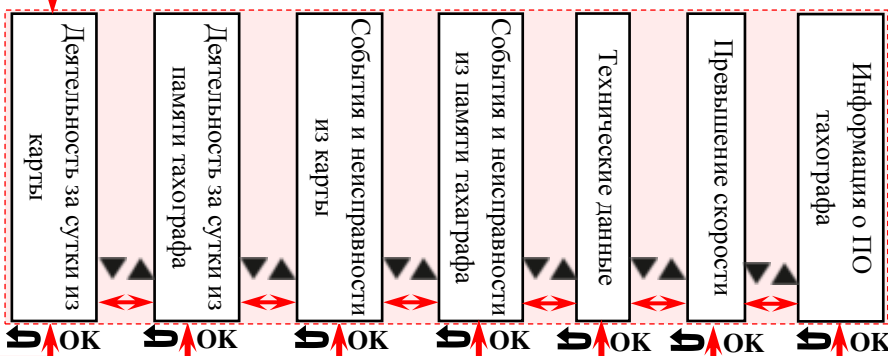 Деятельность за сутки из
карты
Деятельность за сутки из
памяти тахографа
События и неисправности
из карты
События и неисправности
из памяти тахаграфа
Технические данные
Превышение скорости
Информация о ПО
тахографа
OK
OK
OK
OK
OK
OK
OK